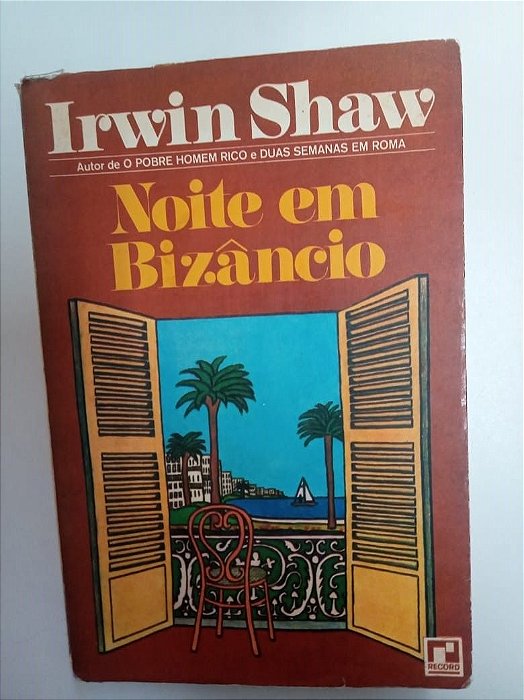 Irwin Shaw
Autor de O POBRE HOMEM RICO e DUAS SEMANAS EM ROMA
Noite em
Bizâncio
RECORD